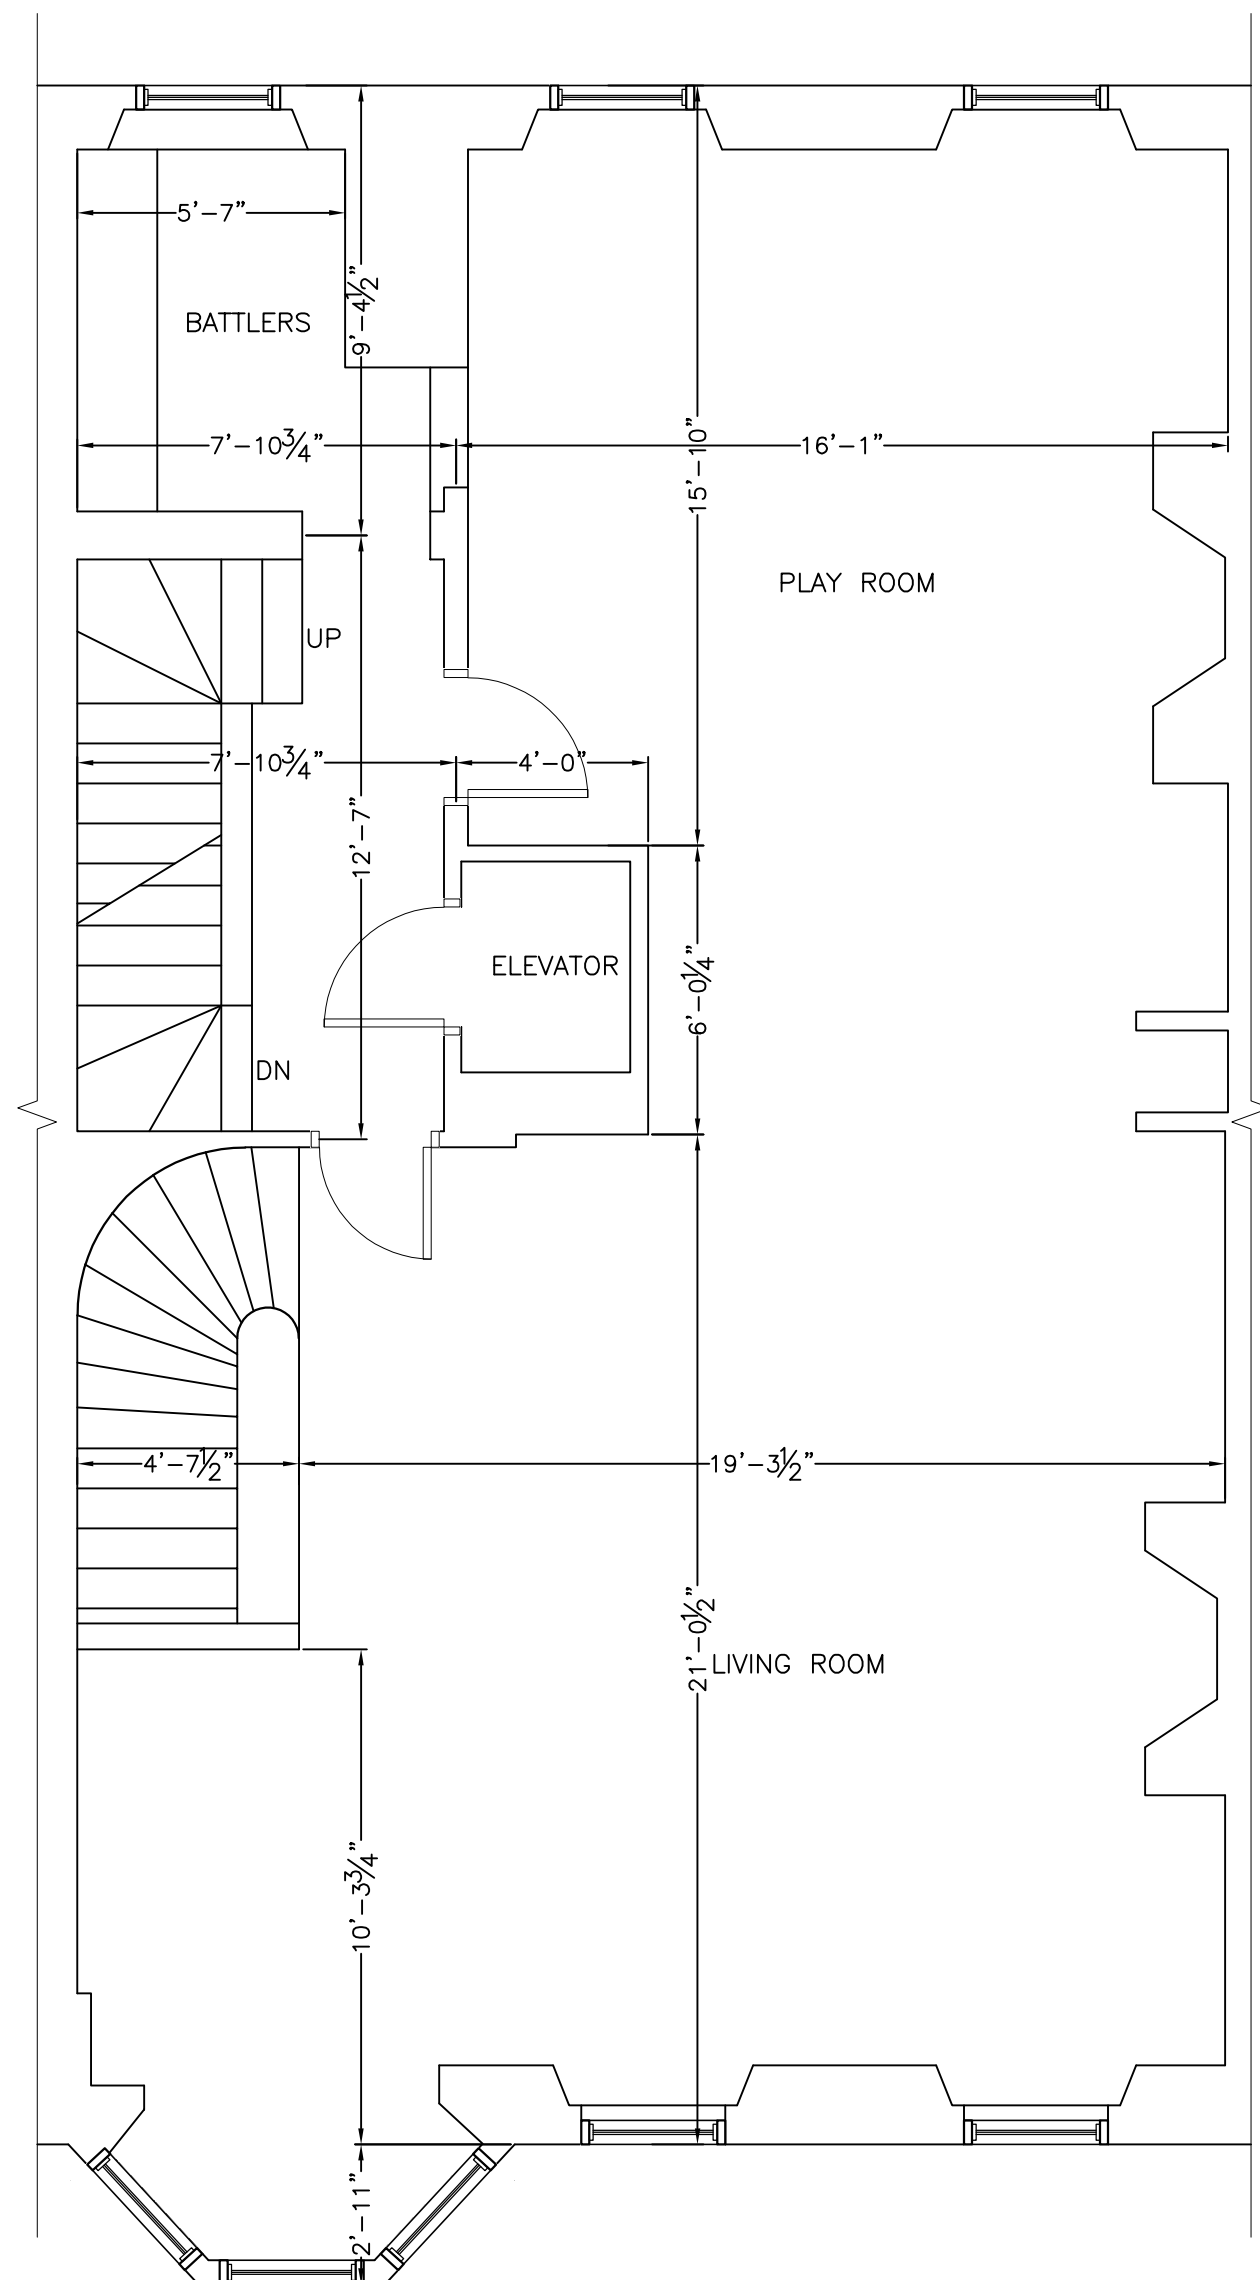 5'-7"
9'-4½"
BATTLERS
7'-10¾"
15'-10"
16'-1"
PLAY ROOM
UP
7'-10¾"
4'-0"
12'-7"
ELEVATOR
6'-0¼"
DN
4'-7½"
19'-3½"
21'-0½"
LIVING ROOM
10'-3¾"
2'-11"